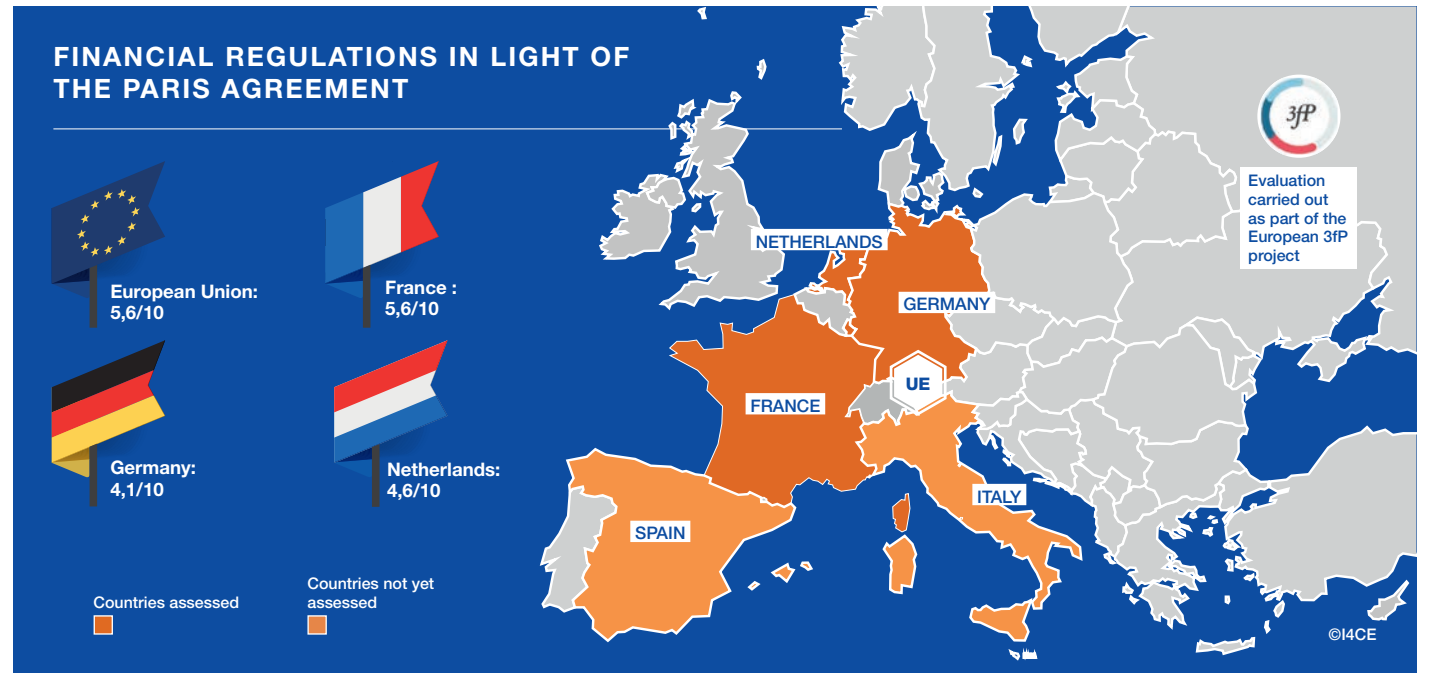 FINANCIAL REGULATIONS IN LIGHT OF
THE PARIS AGREEMENT
3fP
Evaluation
carried out
as part of the
European 3fP
project
European Union:
5,6/10
France :
5,6/10
Germany:
4,1/10
Netherlands:
4,6/10
NETHERLANDS
GERMANY
UE
FRANCE
ITALY
SPAIN
Countries assessed
Countries not yet
assessed
©I4CE